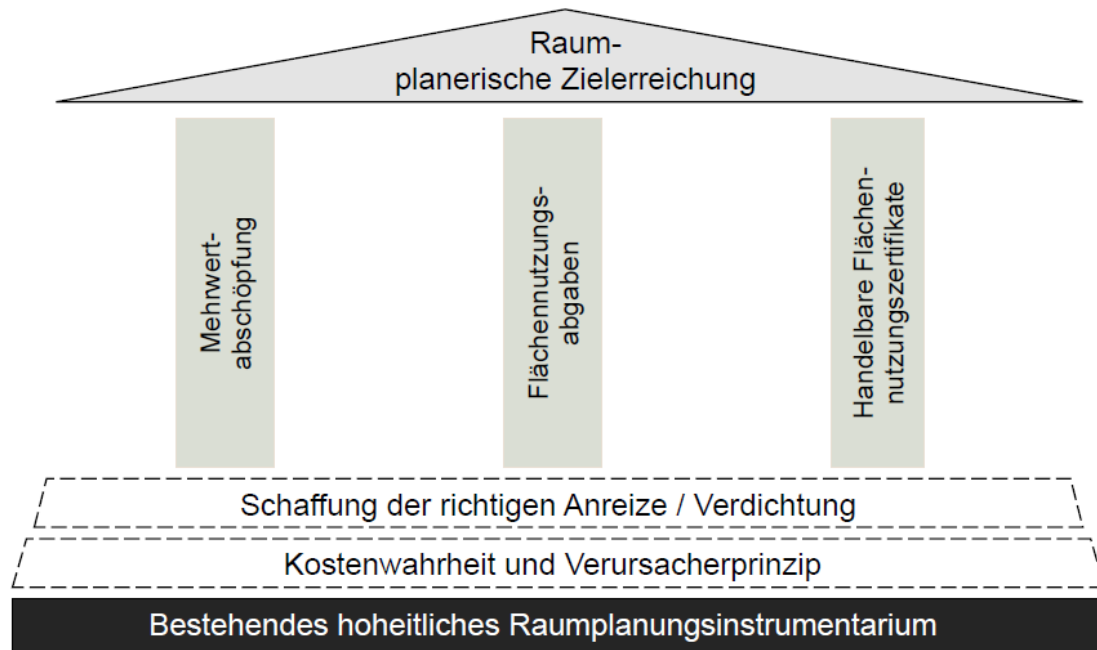 Raum-
planerische Zielerreichung
Mehrwert-
abschöpfung
Flächennutzungs-
abgaben
Handelbare Flächen-
nutzungszertifikate
Schaffung der richtigen Anreize / Verdichtung
Kostenwahrheit und Verursacherprinzip
Bestehendes hoheitliches Raumplanungsinstrumentarium